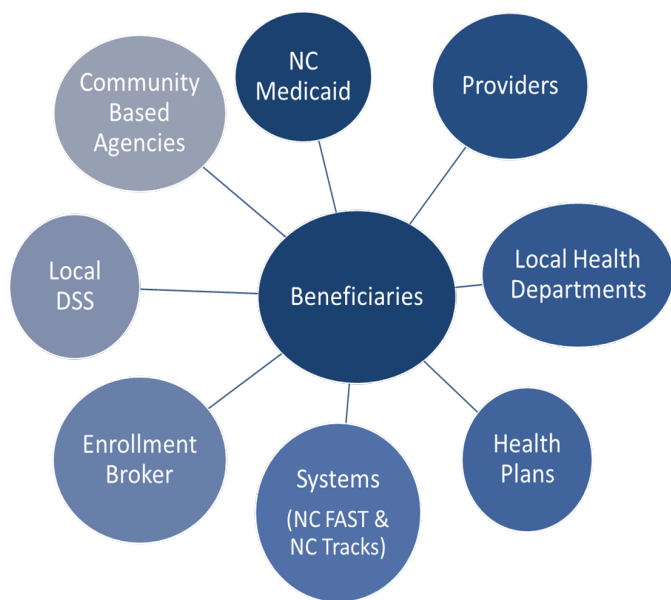 NC
Medicaid
Providers
Local Health
Departments
Health
Plans
Systems
(NC FAST &
NC Tracks)
Enrollment
Broker
Local
DSS
Community
Based
Agencies
Beneficiaries